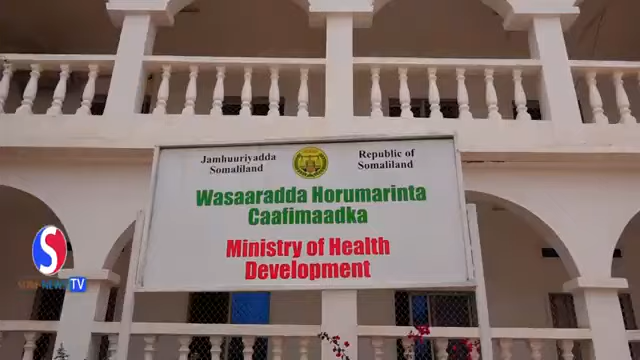 Jamhuuriyadda
Somaliland
Republic of
Somaliland
Wasaaradda Horumarinta
Caafimaadka
Ministry of Health
Development
S
TV